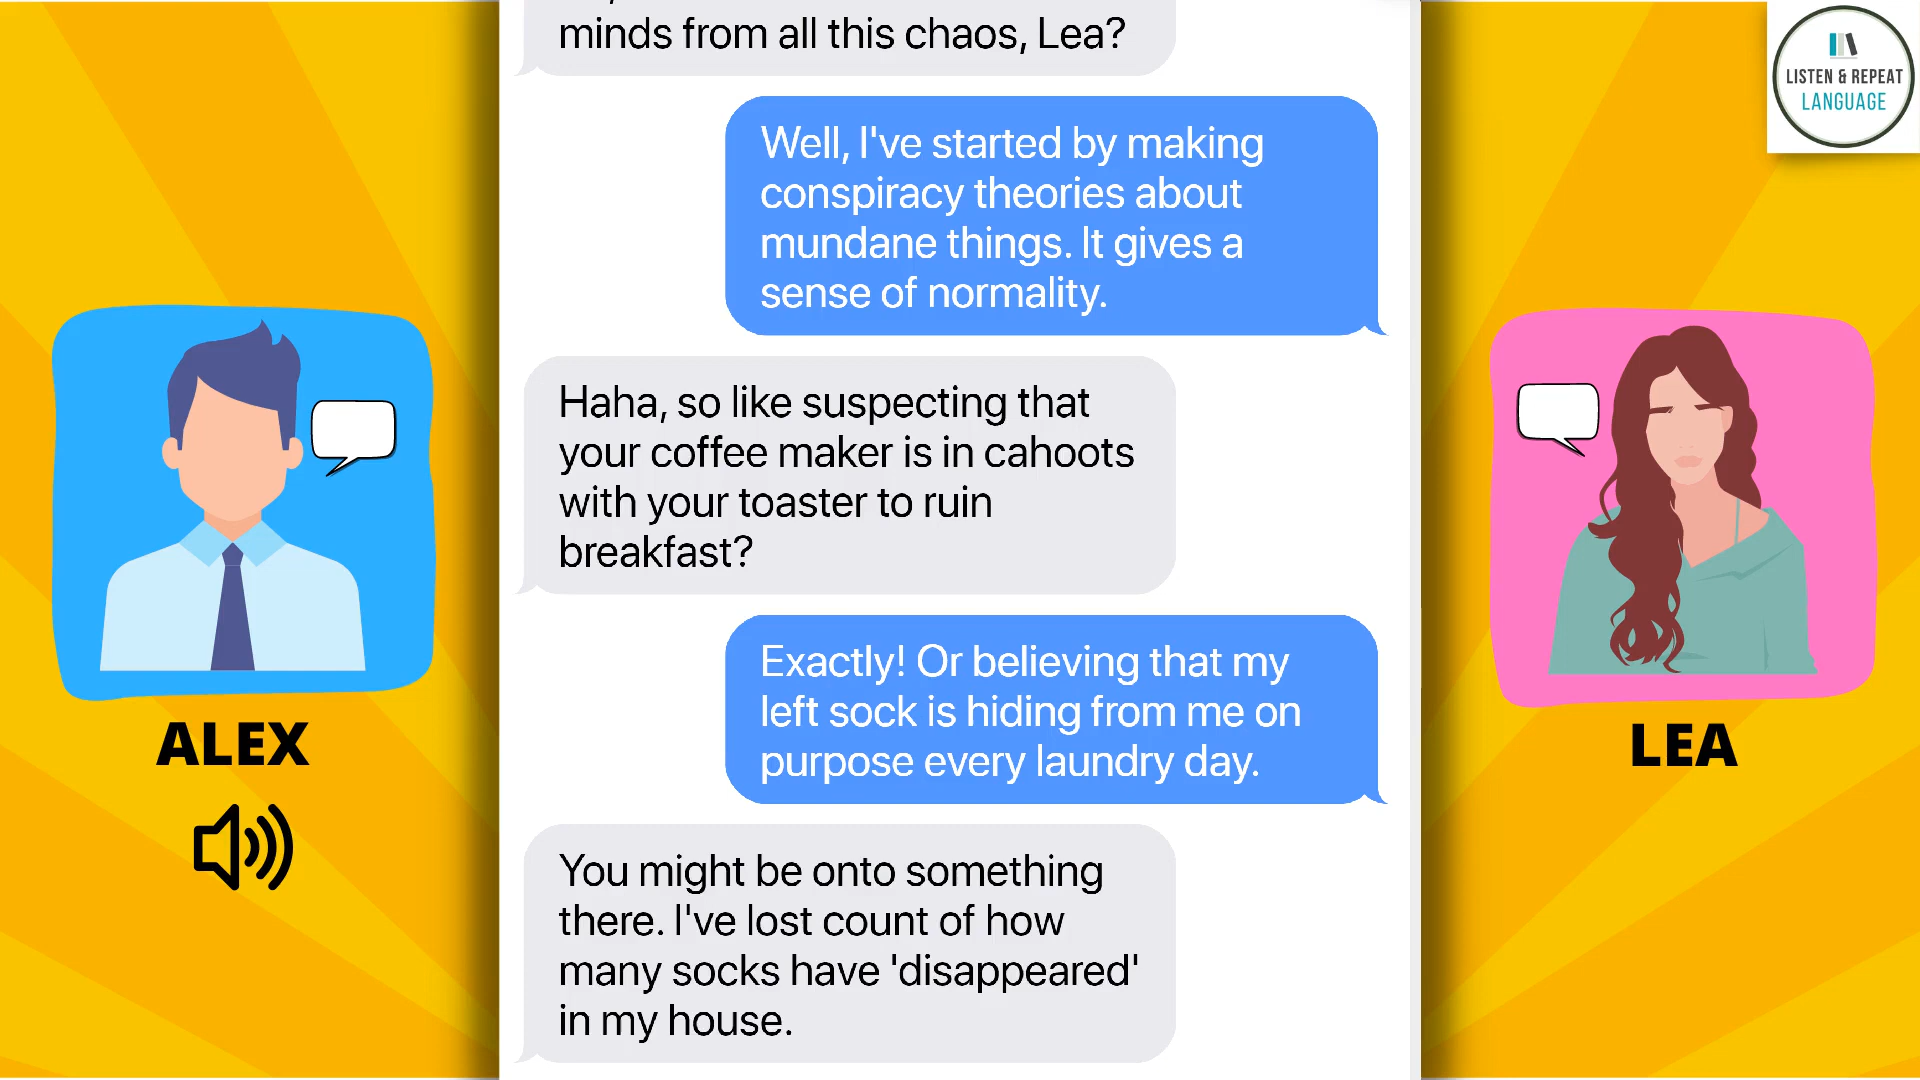 minds from all this chaos, Lea?
LISTEN & REPEAT
LANGUAGE
Well, I've started by making
conspiracy theories about
mundane things. It gives a
sense of normality.
Haha, so like suspecting that
your coffee maker is in cahoots
with your toaster to ruin
breakfast?
Exactly! Or believing that my
left sock is hiding from me on
purpose every laundry day.
ALEX
LEA
You might be onto something
there. I've lost count of how
many socks have 'disappeared'
in my house.